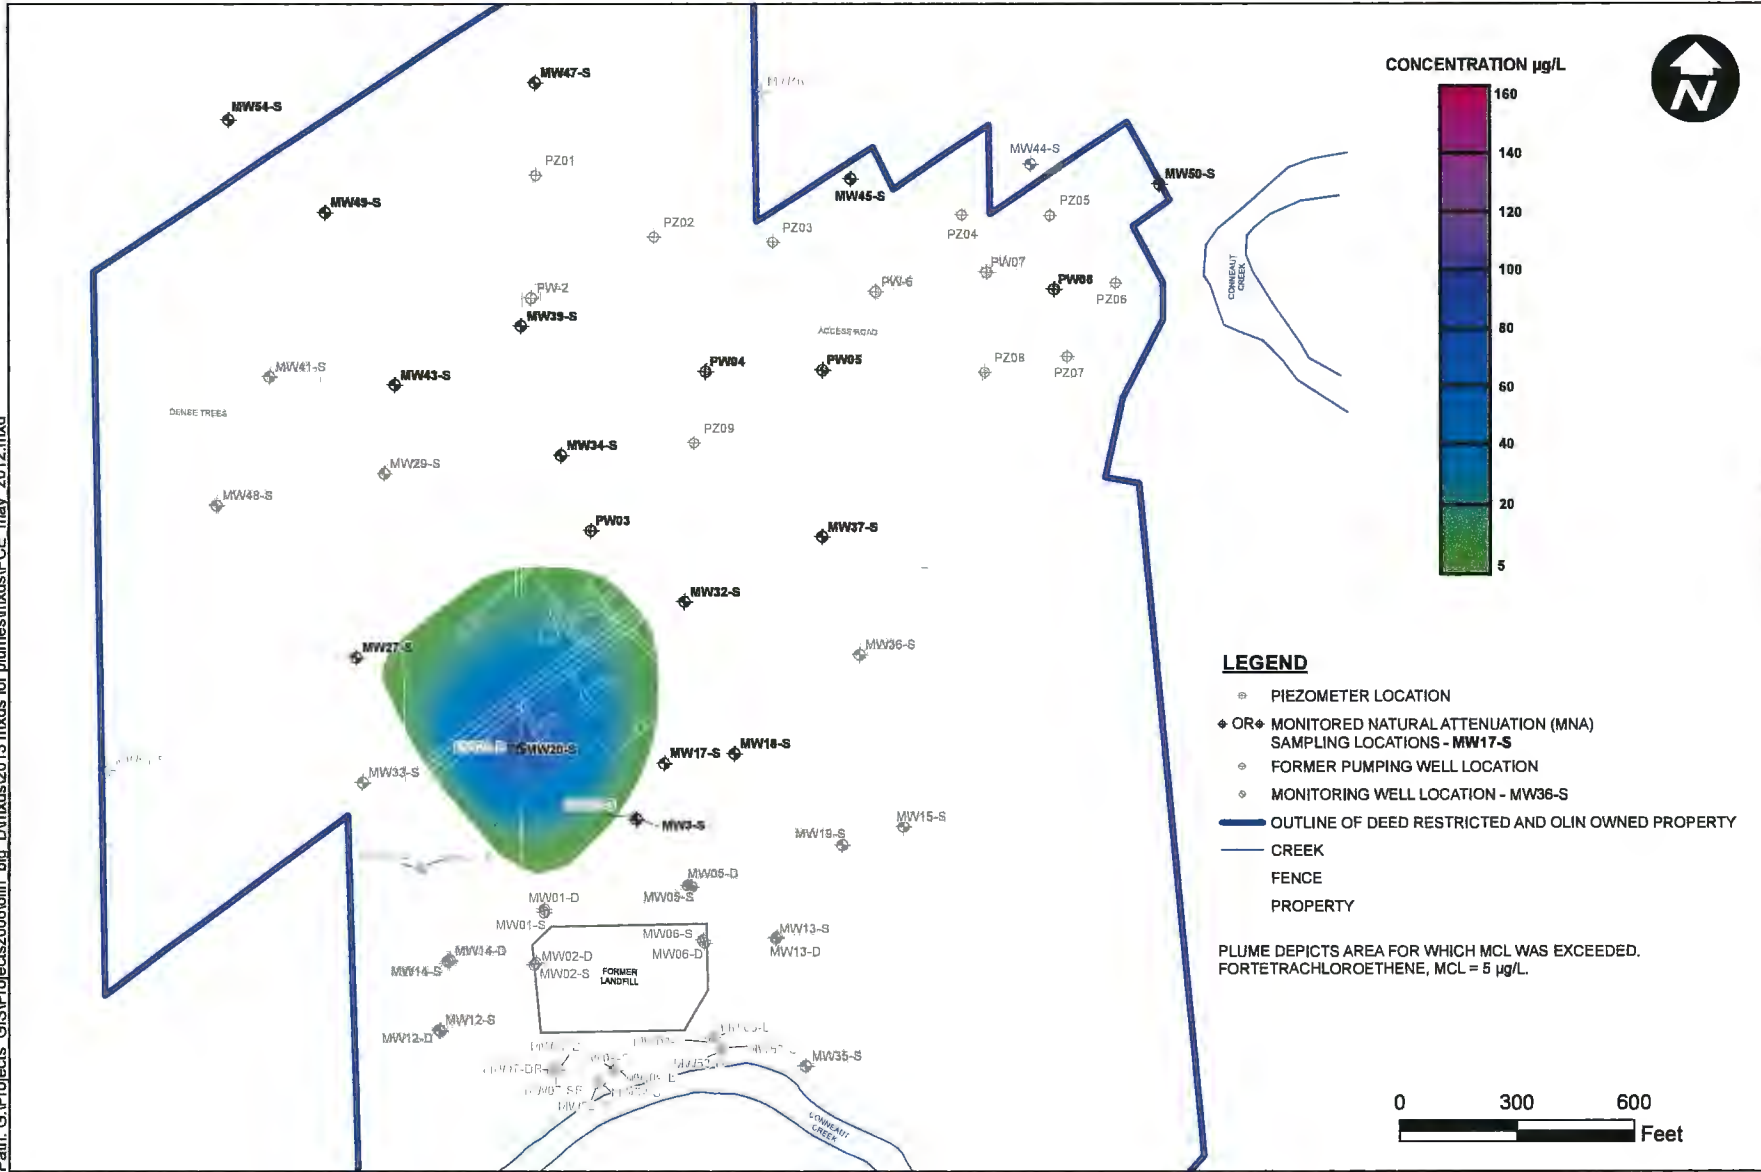 CONCENTRATION µg/L
160
140
120
100
80
60
40
20
5
N
MW47-S
MW54-S
PZ01
MW49-S
MW44-S
MW50-S
MW45-S
PZ05
PZ02
PZ03
PZ04
PW07
PW-2
PW-6
PW06
PZ06
CONNEAUT
CREEK
MW39-S
ACCESS ROAD
MW41-S
MW43-S
PW04
PW05
PZ08
PZ07
DENSE TREES
PZ09
MW34-S
MW29-S
MW48-S
PW03
MW37-S
MW32-S
MW27-S
MW36-S
MW20-S
MW17-S
MW18-S
MW33-S
MW3-S
MW19-S
MW15-S
MW05-D
MW05-S
MW01-D
MW01-S
MW06-S
MW06-D
MW13-S
MW13-D
MW14-D
MW14-S
MW02-D
MW02-S
FORMER
LANDFILL
MW12-S
MW12-D
MW35-S
CONNEAUT
CREEK
LEGEND
PIEZOMETER LOCATION
OR MONITORED NATURAL ATTENUATION (MNA)
SAMPLING LOCATIONS - MW17-S
FORMER PUMPING WELL LOCATION
MONITORING WELL LOCATION - MW36-S
OUTLINE OF DEED RESTRICTED AND OLIN OWNED PROPERTY
CREEK
FENCE
PROPERTY
PLUME DEPICTS AREA FOR WHICH MCL WAS EXCEEDED.
FORTETRACHLOROETHENE, MCL = 5 µg/L.
0 300 600
Feet